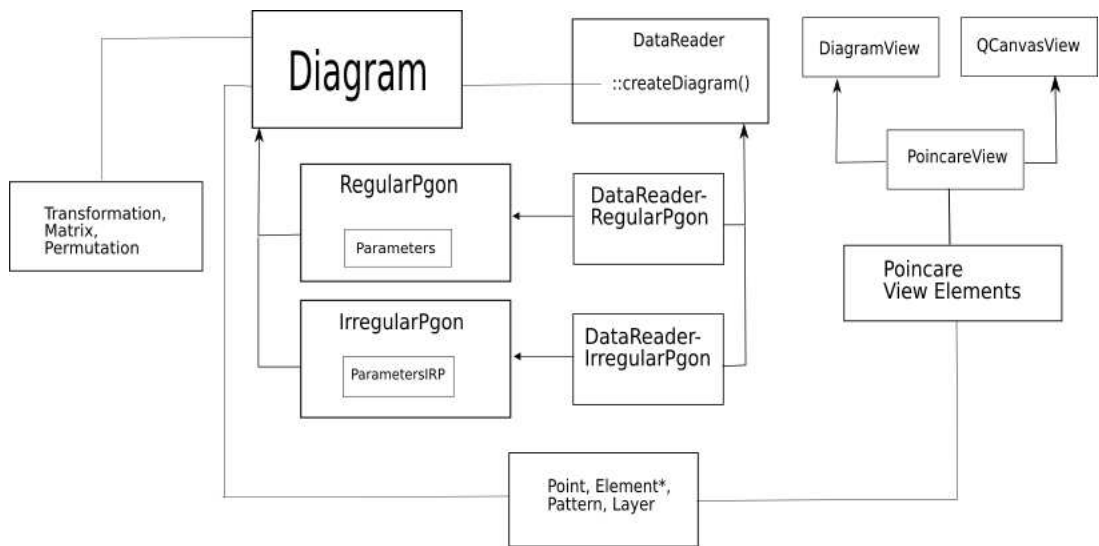 Diagram
DataReader
::createDiagram()
DiagramView
QCanvasView
PoincareView
Transformation,
Matrix,
Permutation
RegularPgon
Parameters
DataReader-
RegularPgon
Poincare
View Elements
IrregularPgon
ParametersIRP
DataReader-
IrregularPgon
Point, Element*,
Pattern, Layer